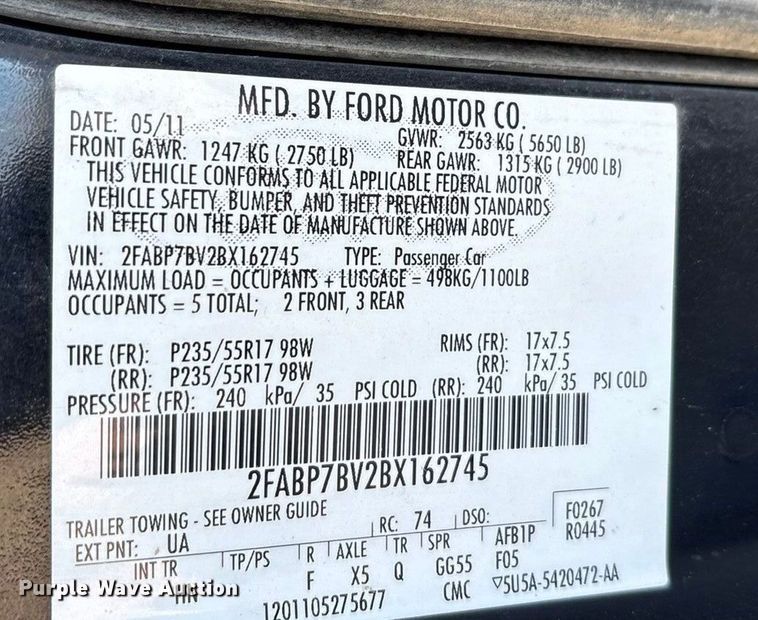 MFD. BY FORD MOTOR CO.
DATE: 05/11 GVWR: 2563 KG ( 5650 LB)
FRONT GAWR: 1247 KG ( 2750 LB) REAR GAWR: 1315 KG ( 2900 LB)
THIS VEHICLE CONFORMS TO ALL APPLICABLE FEDERAL MOTOR
VEHICLE SAFETY, BUMPER, AND THEFT PREVENTION STANDARDS
IN EFFECT ON THE DATE OF MANUFACTURE SHOWN ABOVE.
VIN: 2FABP7BV2BX162745 TYPE: Passenger Car
MAXIMUM LOAD = OCCUPANTS + LUGGAGE = 498KG/1100LB
OCCUPANTS = 5 TOTAL; 2 FRONT, 3 REAR
TIRE (FR): P235/55R17 98W RIMS (FR): 17x7.5
(RR): P235/55R17 98W (RR): 17x7.5
PRESSURE (FR): 240 kPa/ 35 PSI COLD (RR): 240 kPa/ 35 PSI COLD
2FABP7BV2BX162745
TRAILER TOWING - SEE OWNER GUIDE F0267
EXT PNT: UA RC: 74 DSO: R0445
INT TR TP/PS R AXLE TR SPR AFB1P
HN F X5 Q GG55 F05
1201105275677 CMC ▽5U5A-5420472-AA
Purple Wave Auction